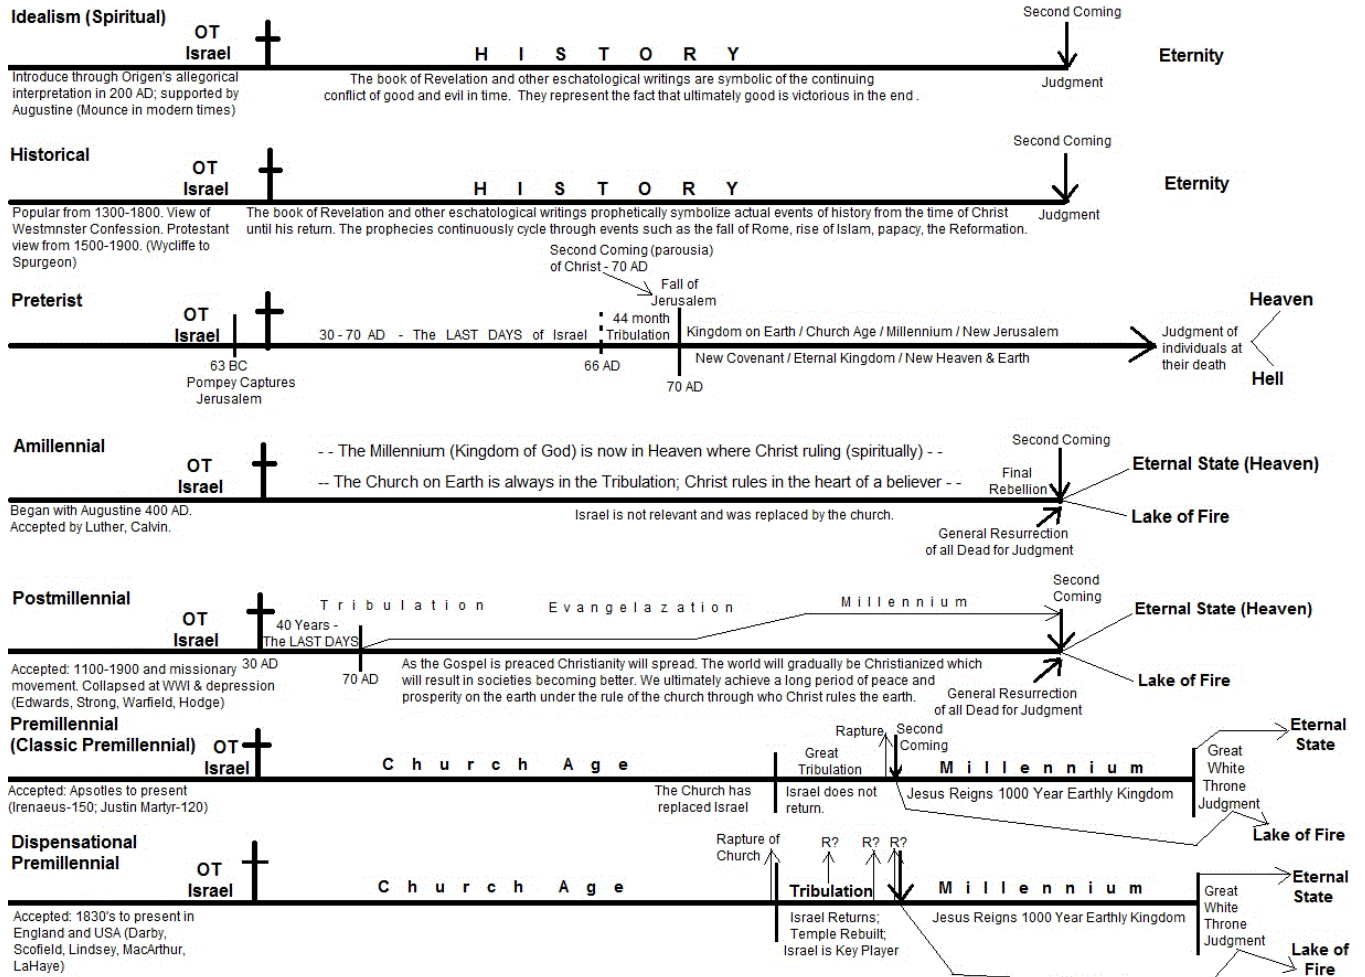 Idealism (Spiritual)
OT
Israel
H I S T O R Y
Second Coming
Eternity
Judgment
Introduce through Origen's allegorical
interpretation in 200 AD; supported by
Augustine (Mounce in modern times)
The book of Revelation and other eschatological writings are symbolic of the continuing
conflict of good and evil in time. They represent the fact that ultimately good is victorious in the end .
Historical
OT
Israel
H I S T O R Y
Second Coming
Eternity
Judgment
Popular from 1300-1800. View of
Westmnster Confession. Protestant
view from 1500-1900. (Wycliffe to
Spurgeon)
The book of Revelation and other eschatological writings prophetically symbolize actual events of history from the time of Christ
until his return. The prophecies continuously cycle through events such as the fall of Rome, rise of Islam, papacy, the Reformation.
Preterist
OT
Israel
63 BC
Pompey Captures
Jerusalem
30 - 70 AD - The LAST DAYS of Israel
Second Coming (parousia)
of Christ - 70 AD
Fall of
Jerusalem
44 month
Tribulation
66 AD
70 AD
Kingdom on Earth / Church Age / Millennium / New Jerusalem
New Covenant / Eternal Kingdom / New Heaven & Earth
Judgment of
individuals at
their death
Heaven
Hell
Amillennial
OT
Israel
- - The Millennium (Kingdom of God) is now in Heaven where Christ ruling (spiritually) - -
-- The Church on Earth is always in the Tribulation; Christ rules in the heart of a believer - -
Second Coming
Final
Rebellion
Eternal State (Heaven)
Lake of Fire
Began with Augustine 400 AD.
Accepted by Luther, Calvin.
Israel is not relevant and was replaced by the church.
General Resurrection
of all Dead for Judgment
Postmillennial
OT
Israel
40 Years -
The LAST DAYS
30 AD
70 AD
Tribulation
Evangelazation
Millennium
Second
Coming
Eternal State (Heaven)
Lake of Fire
Accepted: 1100-1900 and missionary
movement. Collapsed at WWI & depression
(Edwards, Strong, Warfield, Hodge)
As the Gospel is preaced Christianity will spread. The world will gradually be Christianized which
will result in societies becoming better. We ultimately achieve a long period of peace and
prosperity on the earth under the rule of the church through who Christ rules the earth.
General Resurrection
of all Dead for Judgment
Premillennial
(Classic Premillennial)
OT
Israel
Church Age
Rapture
Second
Coming
Great
Tribulation
Millennium
Great
White
Throne
Judgment
Eternal
State
Lake of Fire
Accepted: Apsotles to present
(Irenaeus-150; Justin Martyr-120)
The Church has
replaced Israel
Israel does not
return.
Jesus Reigns 1000 Year Earthly Kingdom
Dispensational
Premillennial
OT
Israel
Church Age
Rapture of
Church
R?
R?
R?
Tribulation
Millennium
Great
White
Throne
Judgment
Eternal
State
Lake of
Fire
Accepted: 1830's to present in
England and USA (Darby,
Scofield, Lindsey, MacArthur,
LaHaye)
Israel Returns;
Temple Rebuilt;
Israel is Key Player
Jesus Reigns 1000 Year Earthly Kingdom